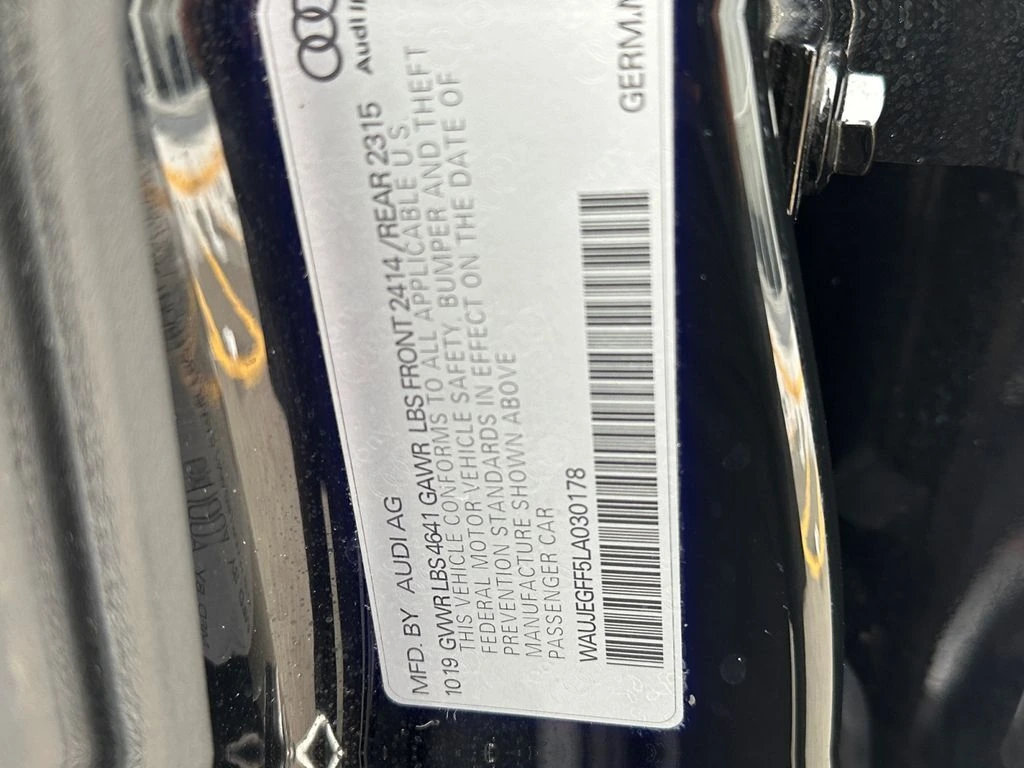 Audi
MFD. BY AUDI AG
1019 GVWR LBS 4641 GAWR LBS FRONT 2414/REAR 2315
THIS VEHICLE CONFORMS TO ALL APPLICABLE U.S.
FEDERAL MOTOR VEHICLE SAFETY, BUMPER AND THEFT
PREVENTION STANDARDS IN EFFECT ON THE DATE OF
MANUFACTURE SHOWN ABOVE
PASSENGER CAR
WAUJEGFF5LA030178